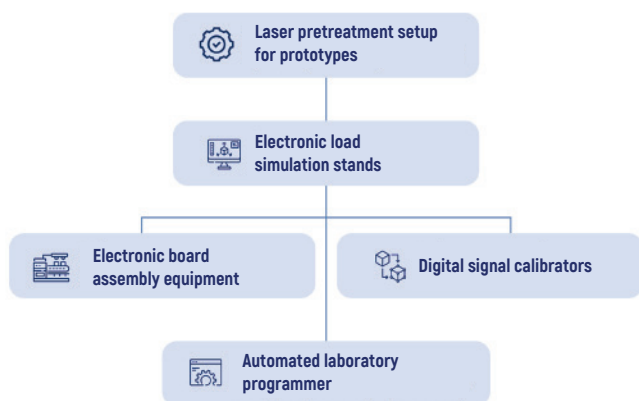 Laser pretreatment setup
for prototypes
Electronic load
simulation stands
Electronic board
assembly equipment
Digital signal calibrators
Automated laboratory
programmer